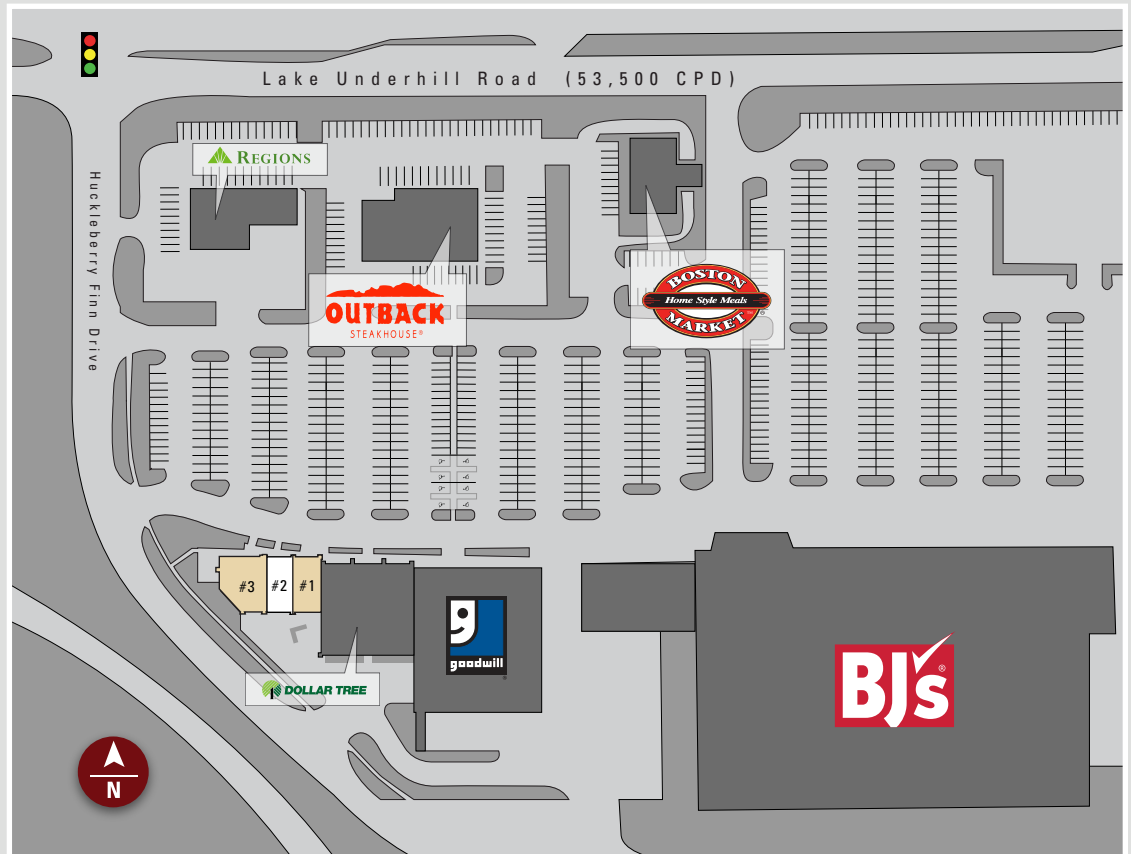 Lake Underhill Road (53,500 CPD)
Huckleberry Finn Drive
REGIONS
OUTBACK
STEAKHOUSE®
BOSTON
Home Style Meals
MARKET
®
#3
#2
#1
goodwill
®
DOLLAR TREE
BJ's
®
N